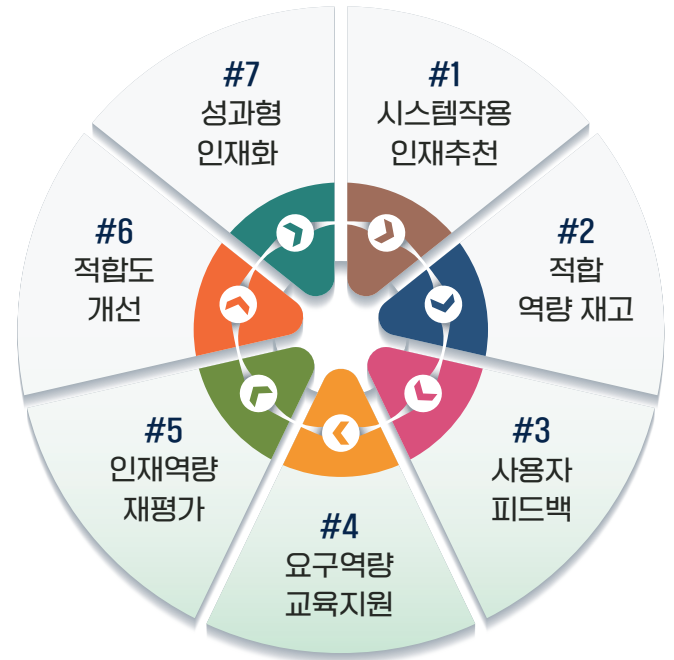 #1
시스템작용
인재추천
#2
적합
역량 재고
#3
사용자
피드백
#4
요구역량
교육지원
#5
인재역량
재평가
#6
적합도
개선
#7
성과형
인재화